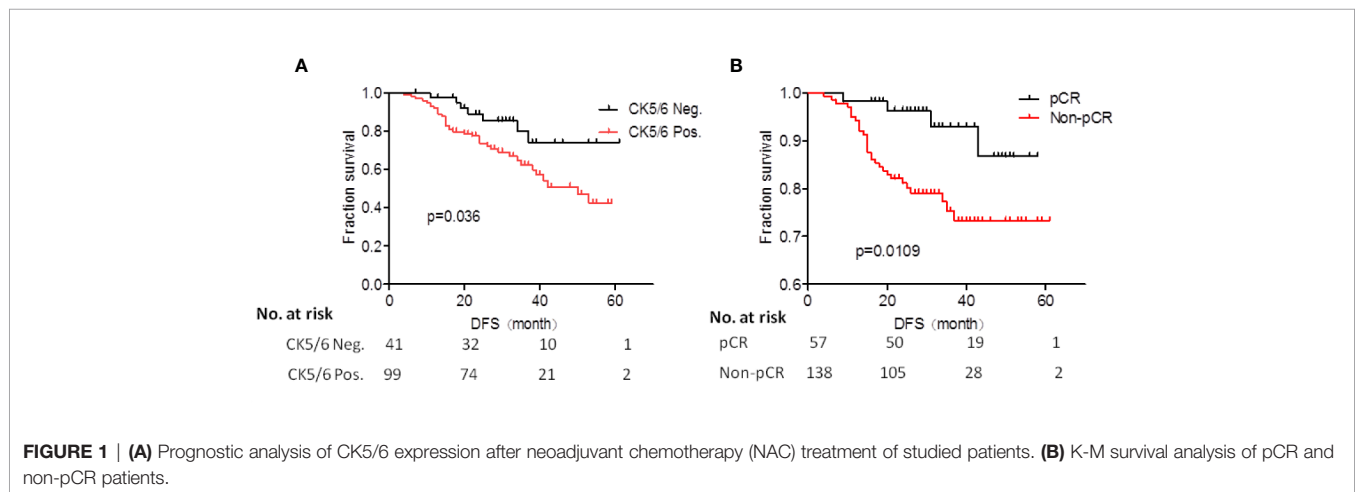 A
1.0
0.8
0.6
0.4
0.2
0.0
Fraction survival
CK5/6 Neg.
CK5/6 Pos.
p=0.036
0 20 40 60
DFS (month)
No. at risk
CK5/6 Neg. 41 32 10 1
CK5/6 Pos. 99 74 21 2
B
1.0
0.9
0.8
0.7
0.6
Fraction survival
pCR
Non-pCR
p=0.0109
0 20 40 60
DFS (month)
No. at risk
pCR 57 50 19 1
Non-pCR 138 105 28 2
FIGURE 1 | (A) Prognostic analysis of CK5/6 expression after neoadjuvant chemotherapy (NAC) treatment of studied patients. (B) K-M survival analysis of pCR and
non-pCR patients.